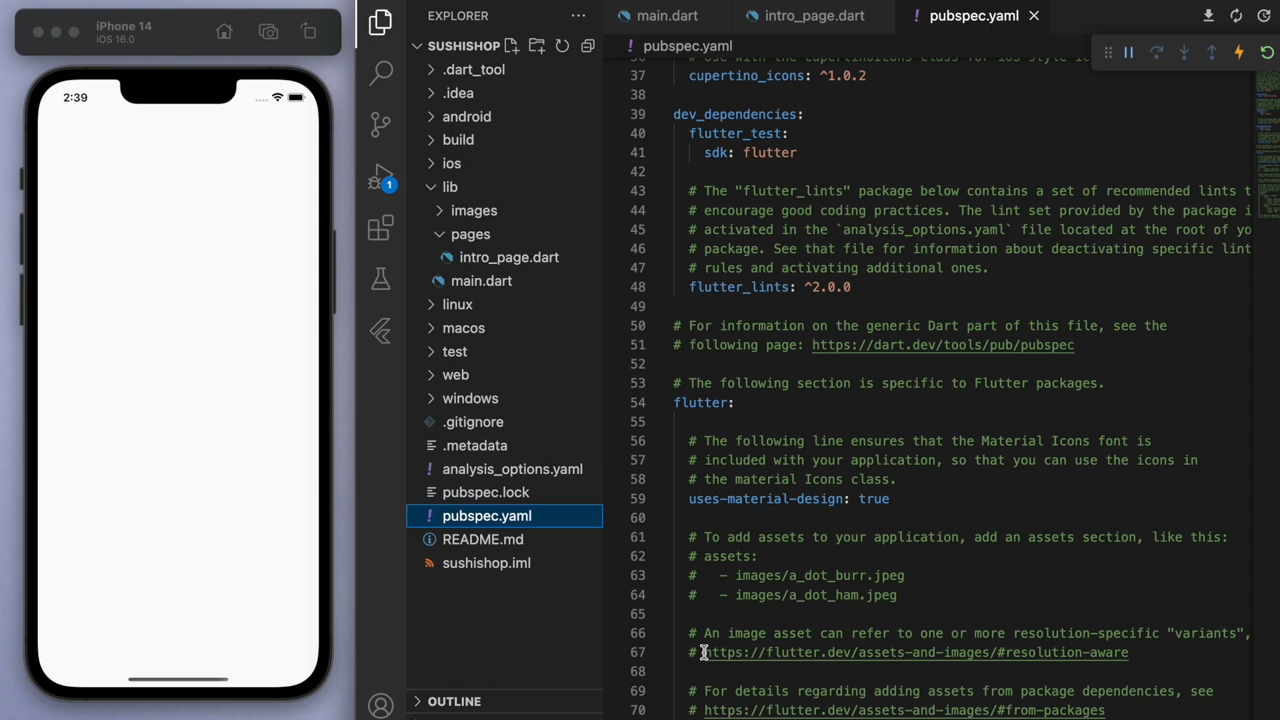 iPhone 14
iOS 16.0
2:39
EXPLORER
SUSHISHOP
.dart_tool
.idea
android
build
ios
lib
images
pages
intro_page.dart
main.dart
linux
macos
test
web
windows
.gitignore
.metadata
analysis_options.yaml
pubspec.lock
pubspec.yaml
README.md
sushishop.iml
OUTLINE
1
main.dart
intro_page.dart
pubspec.yaml
pubspec.yaml
37 cupertino_icons: ^1.0.2
38
39 dev_dependencies:
40 flutter_test:
41 sdk: flutter
42
43 # The "flutter_lints" package below contains a set of recommended lints t
44 # encourage good coding practices. The lint set provided by the package i
45 # activated in the `analysis_options.yaml` file located at the root of yo
46 # package. See that file for information about deactivating specific lint
47 # rules and activating additional ones.
48 flutter_lints: ^2.0.0
49
50 # For information on the generic Dart part of this file, see the
51 # following page: https://dart.dev/tools/pub/pubspec
52
53 # The following section is specific to Flutter packages.
54 flutter:
55
56 # The following line ensures that the Material Icons font is
57 # included with your application, so that you can use the icons in
58 # the material Icons class.
59 uses-material-design: true
60
61 # To add assets to your application, add an assets section, like this:
62 # assets:
63 #   - images/a_dot_burr.jpeg
64 #   - images/a_dot_ham.jpeg
65
66 # An image asset can refer to one or more resolution-specific "variants",
67 # https://flutter.dev/assets-and-images/#resolution-aware
68
69 # For details regarding adding assets from package dependencies, see
70 # https://flutter.dev/assets-and-images/#from-packages